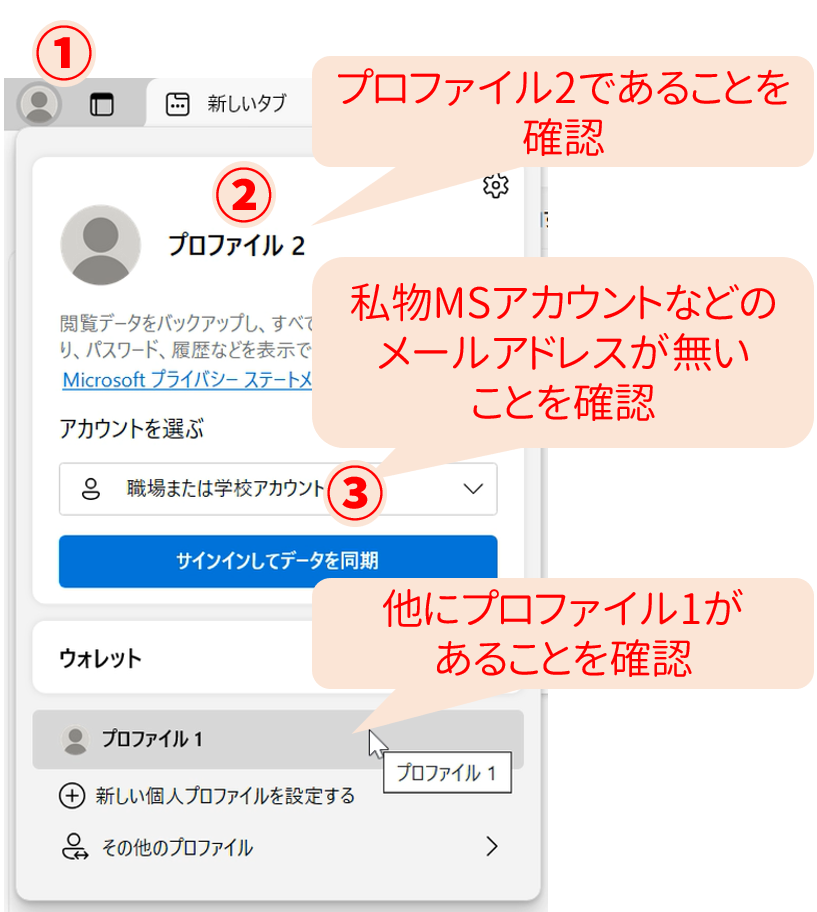 ①
新しいタブ
プロファイル2であることを
確認
②
プロファイル 2
閲覧データをバックアップし、すべて
り、パスワード、履歴などを表示で
Microsoft プライバシー ステートメ
私物MSアカウントなどの
メールアドレスが無い
ことを確認
アカウントを選ぶ
職場または学校アカウント
③
サインインしてデータを同期
他にプロファイル1が
あることを確認
ウォレット
プロファイル 1
プロファイル 1
新しい個人プロファイルを設定する
その他のプロファイル